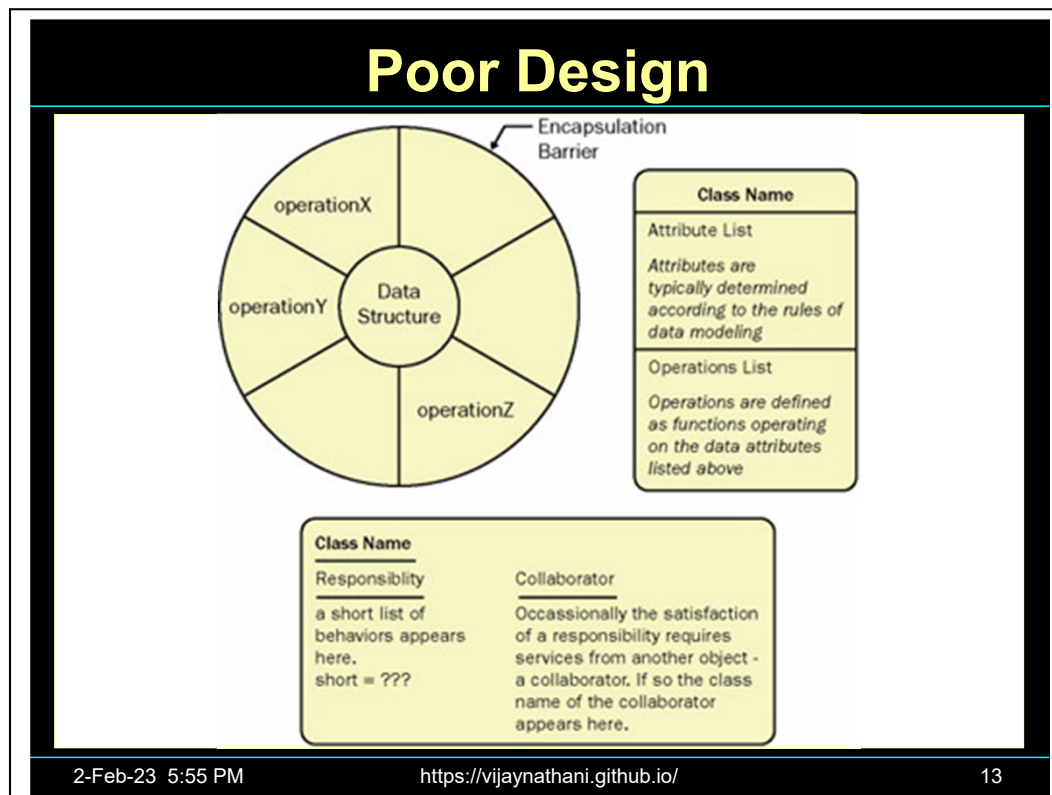 Poor Design
Encapsulation
Barrier
operationX
operationY
Data
Structure
operationZ
Class Name
Attribute List
Attributes are
typically determined
according to the rules of
data modeling
Operations List
Operations are defined
as functions operating
on the data attributes
listed above
Class Name
Responsiblity
a short list of
behaviors appears
here.
short = ???
Collaborator
Occassionally the satisfaction
of a responsibility requires
services from another object -
a collaborator. If so the class
name of the collaborator
appears here.
2-Feb-23 5:55 PM
https://vijaynathani.github.io/
13